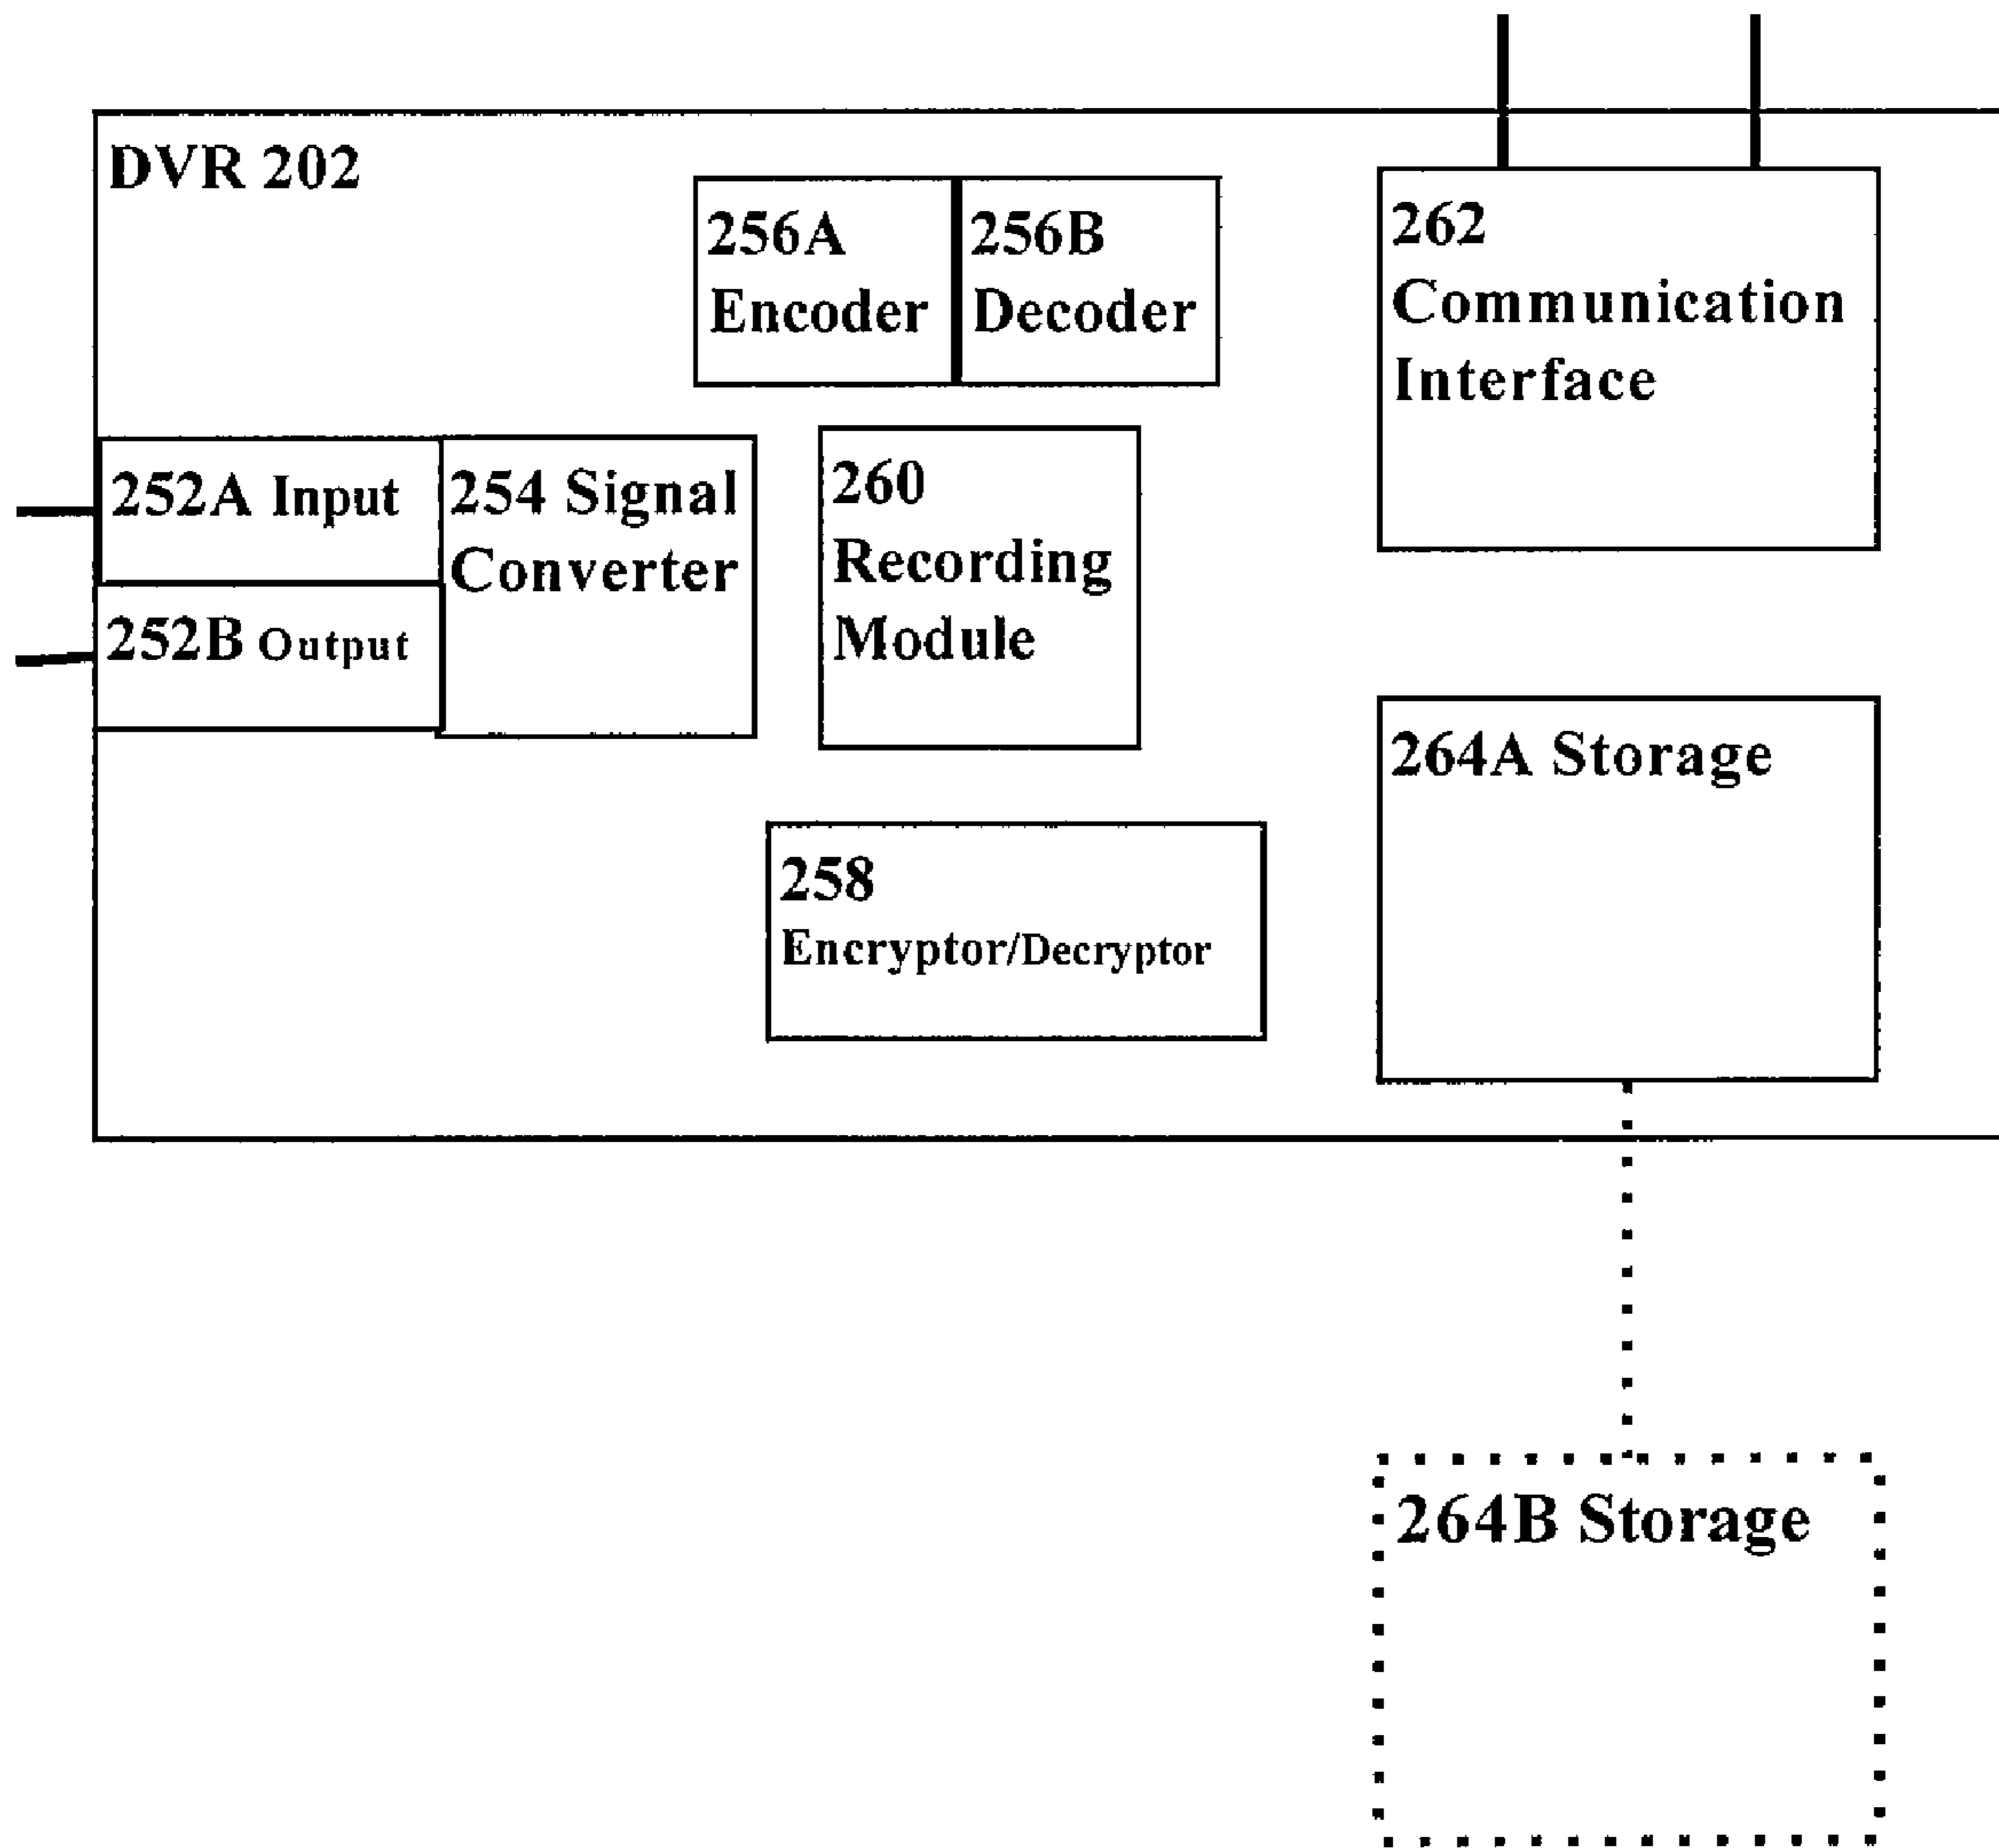 DVR 202
256A
Encoder
256B
Decoder
262
Communication
Interface
252A Input
252B Output
254 Signal
Converter
260
Recording
Module
264A Storage
258
Encryptor/Decryptor
264B Storage